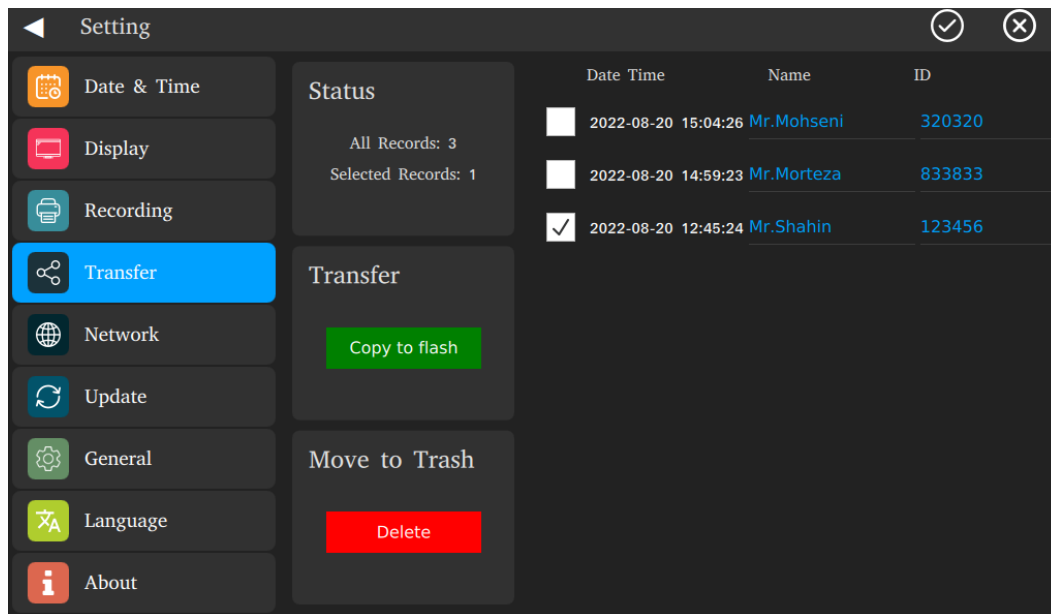 Setting
Date & Time
Display
Recording
Transfer
Network
Update
General
Language
About
Status
All Records: 3
Selected Records: 1
Transfer
Copy to flash
Move to Trash
Delete
Date Time Name ID
2022-08-20 15:04:26 Mr.Mohseni 320320
2022-08-20 14:59:23 Mr.Morteza 833833
2022-08-20 12:45:24 Mr.Shahin 123456